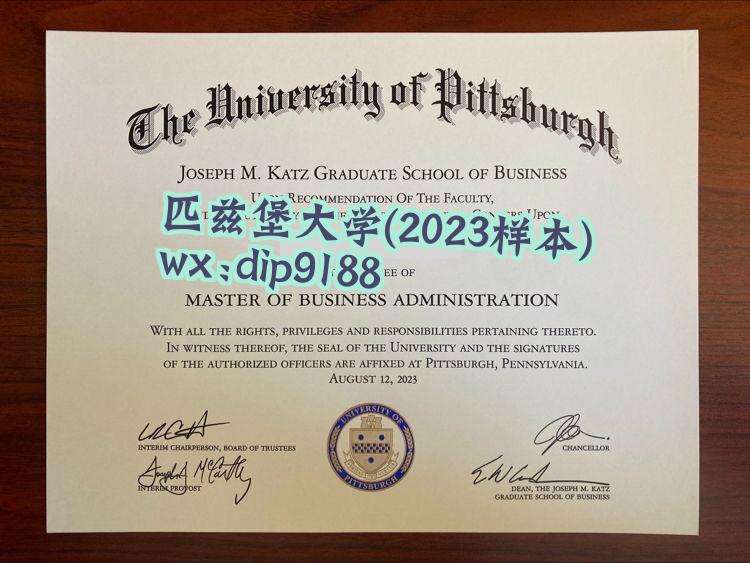 The University of Pittsburgh
JOSEPH M. KATZ GRADUATE SCHOOL OF BUSINESS
UPON RECOMMENDATION OF THE FACULTY,
UPON
匹兹堡大学(2023样本)
wx:dip9188
OF
MASTER OF BUSINESS ADMINISTRATION
WITH ALL THE RIGHTS, PRIVILEGES AND RESPONSIBILITIES PERTAINING THERETO.
IN WITNESS THEREOF, THE SEAL OF THE UNIVERSITY AND THE SIGNATURES
OF THE AUTHORIZED OFFICERS ARE AFFIXED AT PITTSBURGH, PENNSYLVANIA.
AUGUST 12, 2023
INTERIM CHAIRPERSON, BOARD OF TRUSTEES
CHANCELLOR
INTERIM PROVOST
DEAN, THE JOSEPH M. KATZ
GRADUATE SCHOOL OF BUSINESS
UNIVERSITY OF
PITTSBURGH